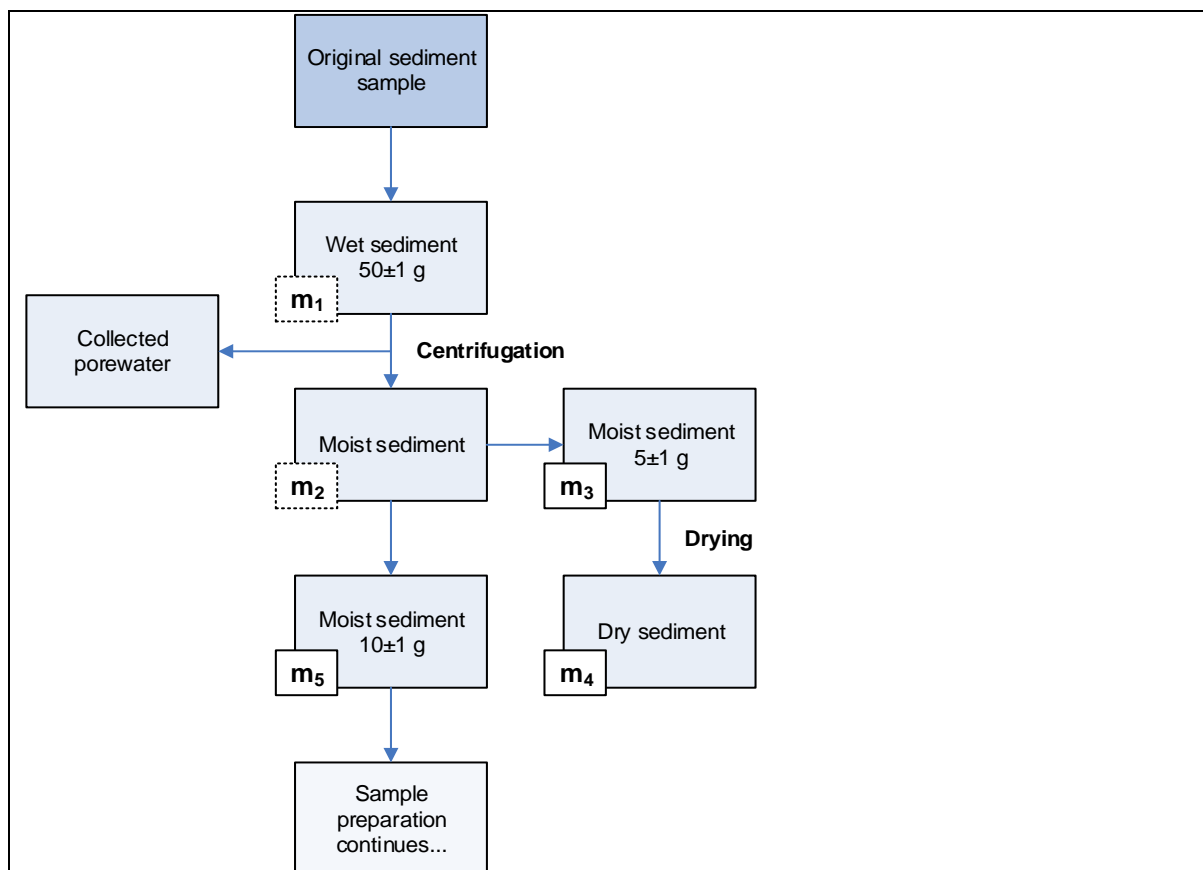 Original sediment
sample
Wet sediment
50±1 g
m₁
Collected
porewater
Centrifugation
Moist sediment
m₂
Moist sediment
5±1 g
m₃
Drying
Moist sediment
10±1 g
m₅
Dry sediment
m₄
Sample
preparation
continues...